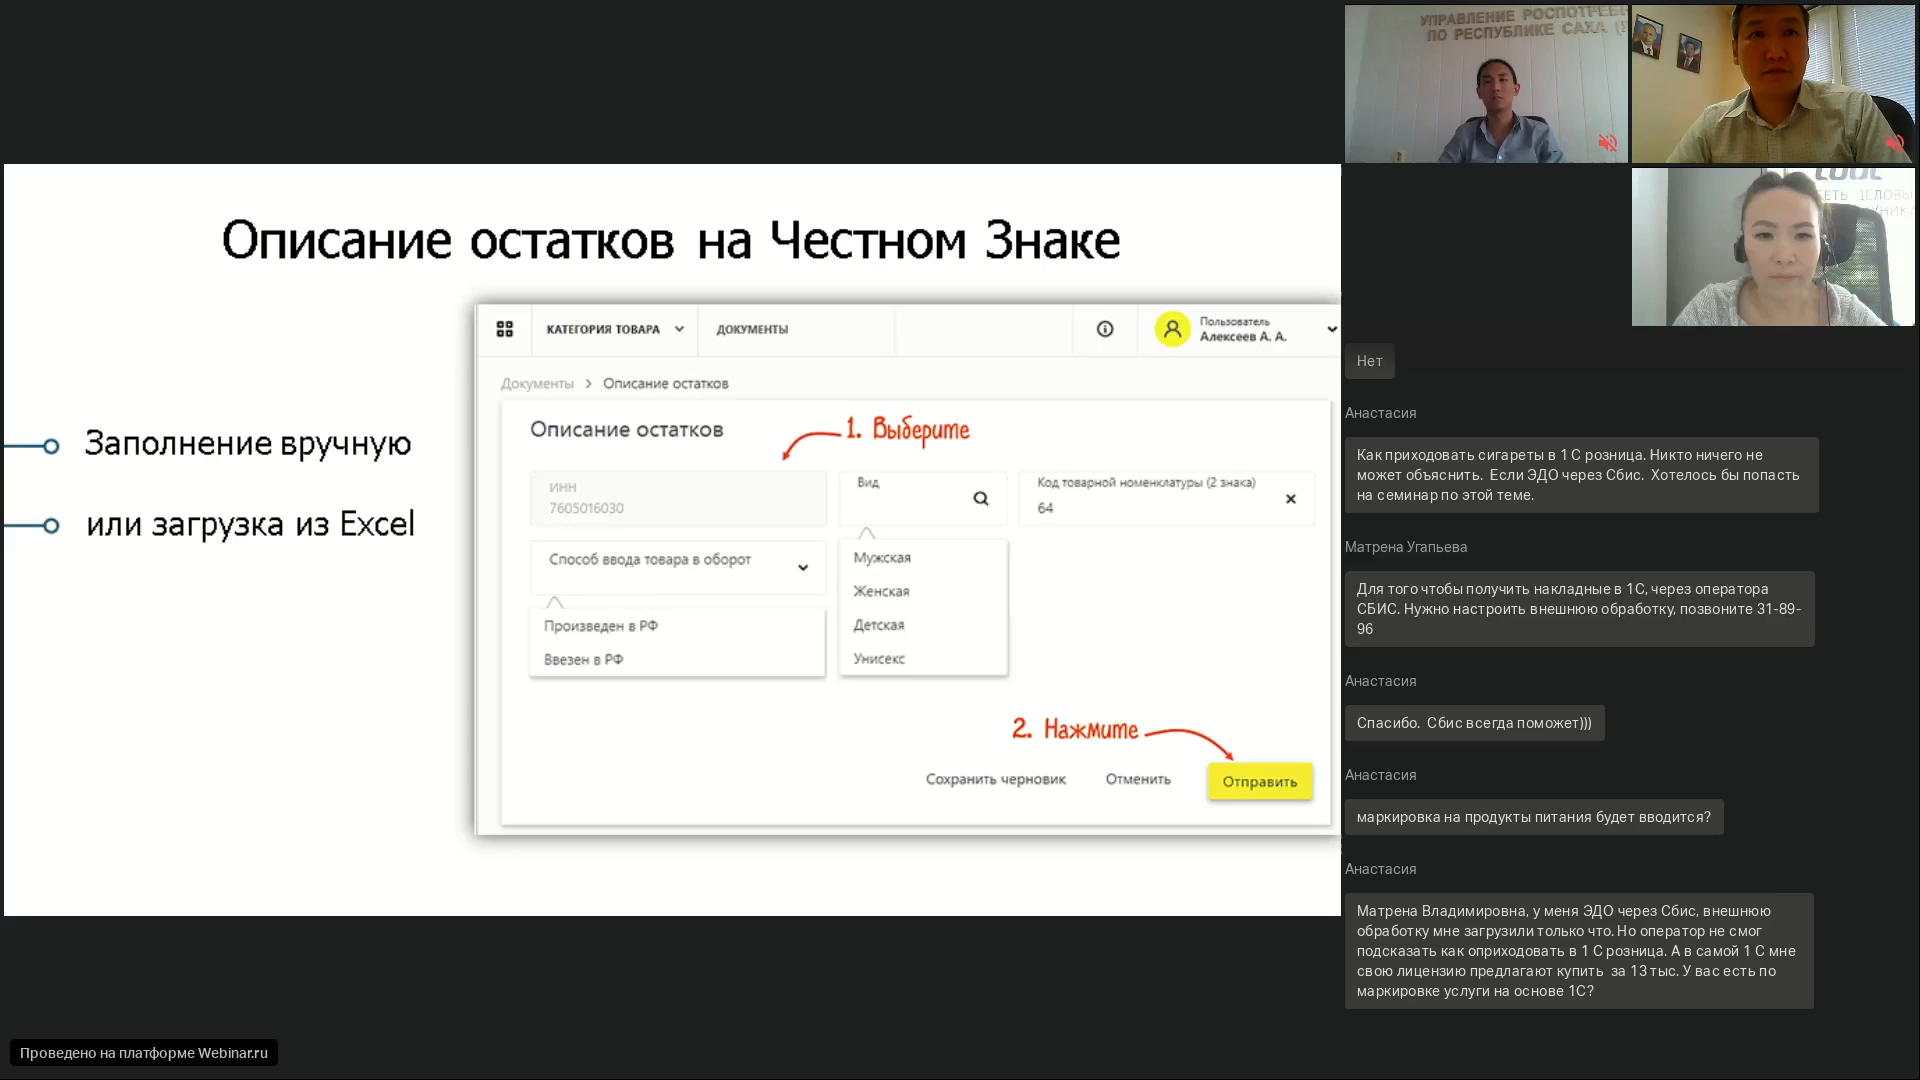 Описание остатков на Честном Знаке
Заполнение вручную
или загрузка из Excel
КАТЕГОРИЯ ТОВАРА
ДОКУМЕНТЫ
Пользователь
Алексеев А. А.
Документы > Описание остатков
Описание остатков
1. Выберите
ИНН
7605016030
Вид
Код товарной номенклатуры (2 знака)
64
Способ ввода товара в оборот
Произведен в РФ
Ввезен в РФ
Мужская
Женская
Детская
Унисекс
2. Нажмите
Сохранить черновик
Отменить
Отправить
УПРАВЛЕНИЕ РОСПОТРЕБ
ПО РЕСПУБЛИКЕ САХА (
Нет
Анастасия
Как приходовать сигареты в 1 С розница. Никто ничего не
может объяснить. Если ЭДО через Сбис. Хотелось бы попасть
на семинар по этой теме.
Матрена Угапьева
Для того чтобы получить накладные в 1С, через оператора
СБИС. Нужно настроить внешнюю обработку, позвоните 31-89-
96
Анастасия
Спасибо. Сбис всегда поможет)))
Анастасия
маркировка на продукты питания будет вводится?
Анастасия
Матрена Владимировна, у меня ЭДО через Сбис, внешнюю
обработку мне загрузили только что. Но оператор не смог
подсказать как оприходовать в 1 С розница. А в самой 1 С мне
свою лицензию предлагают купить за 13 тыс. У вас есть по
маркировке услуги на основе 1С?
Проведено на платформе Webinar.ru